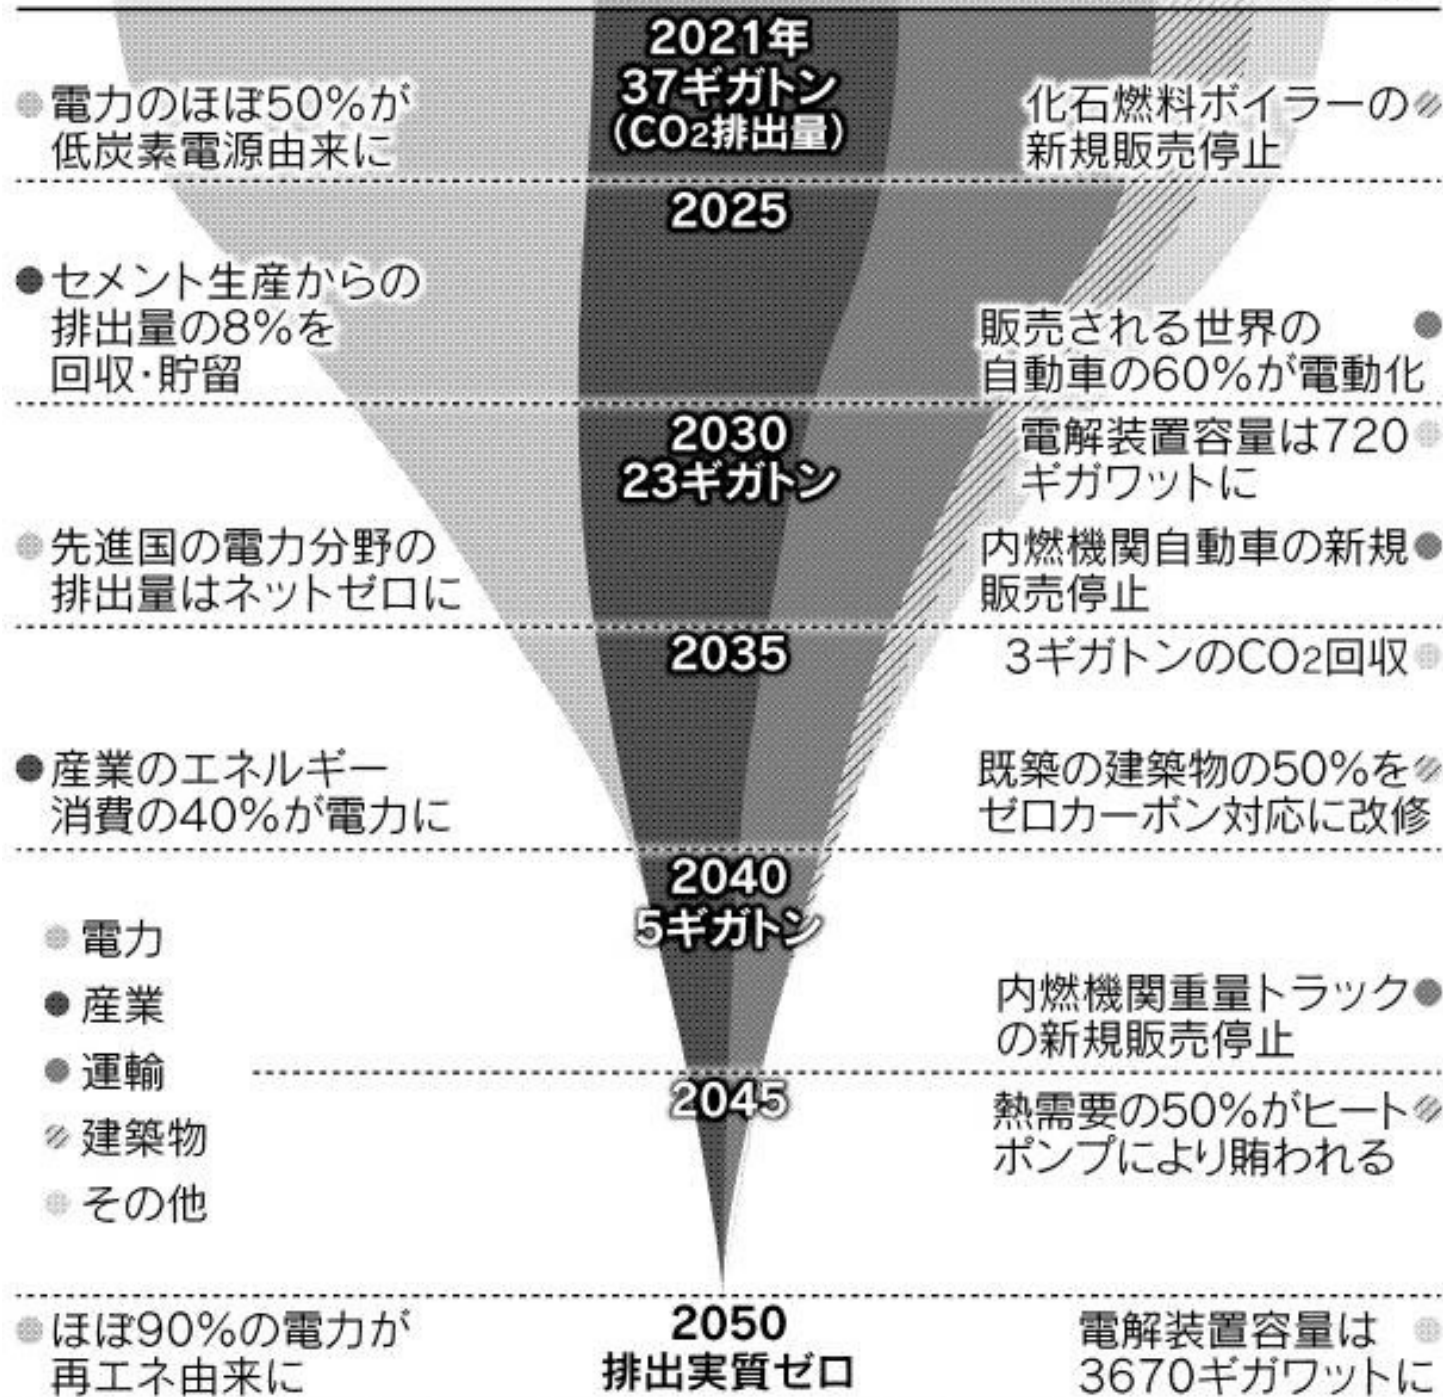 2021年
37ギガトン
(CO2排出量)
電力のほぼ50%が
低炭素電源由来に
化石燃料ボイラーの
新規販売停止
2025
セメント生産からの
排出量の8%を
回収・貯留
販売される世界の
自動車の60%が電動化
2030
23ギガトン
電解装置容量は720
ギガワットに
先進国の電力分野の
排出量はネットゼロに
内燃機関自動車の新規
販売停止
2035
3ギガトンのCO2回収
産業のエネルギー
消費の40%が電力に
既築の建築物の50%を
ゼロカーボン対応に改修
2040
5ギガトン
電力
産業
運輸
建築物
その他
内燃機関重量トラック
の新規販売停止
2045
熱需要の50%がヒート
ポンプにより賄われる
ほぼ90%の電力が
再エネ由来に
2050
排出実質ゼロ
電解装置容量は
3670ギガワットに